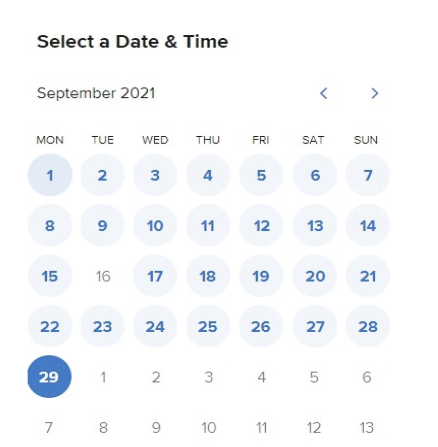 Select a Date & Time
September 2021 < >
MON TUE WED THU FRI SAT SUN
1 2 3 4 5 6 7
8 9 10 11 12 13 14
15 16 17 18 19 20 21
22 23 24 25 26 27 28
29 1 2 3 4 5 6
7 8 9 10 11 12 13